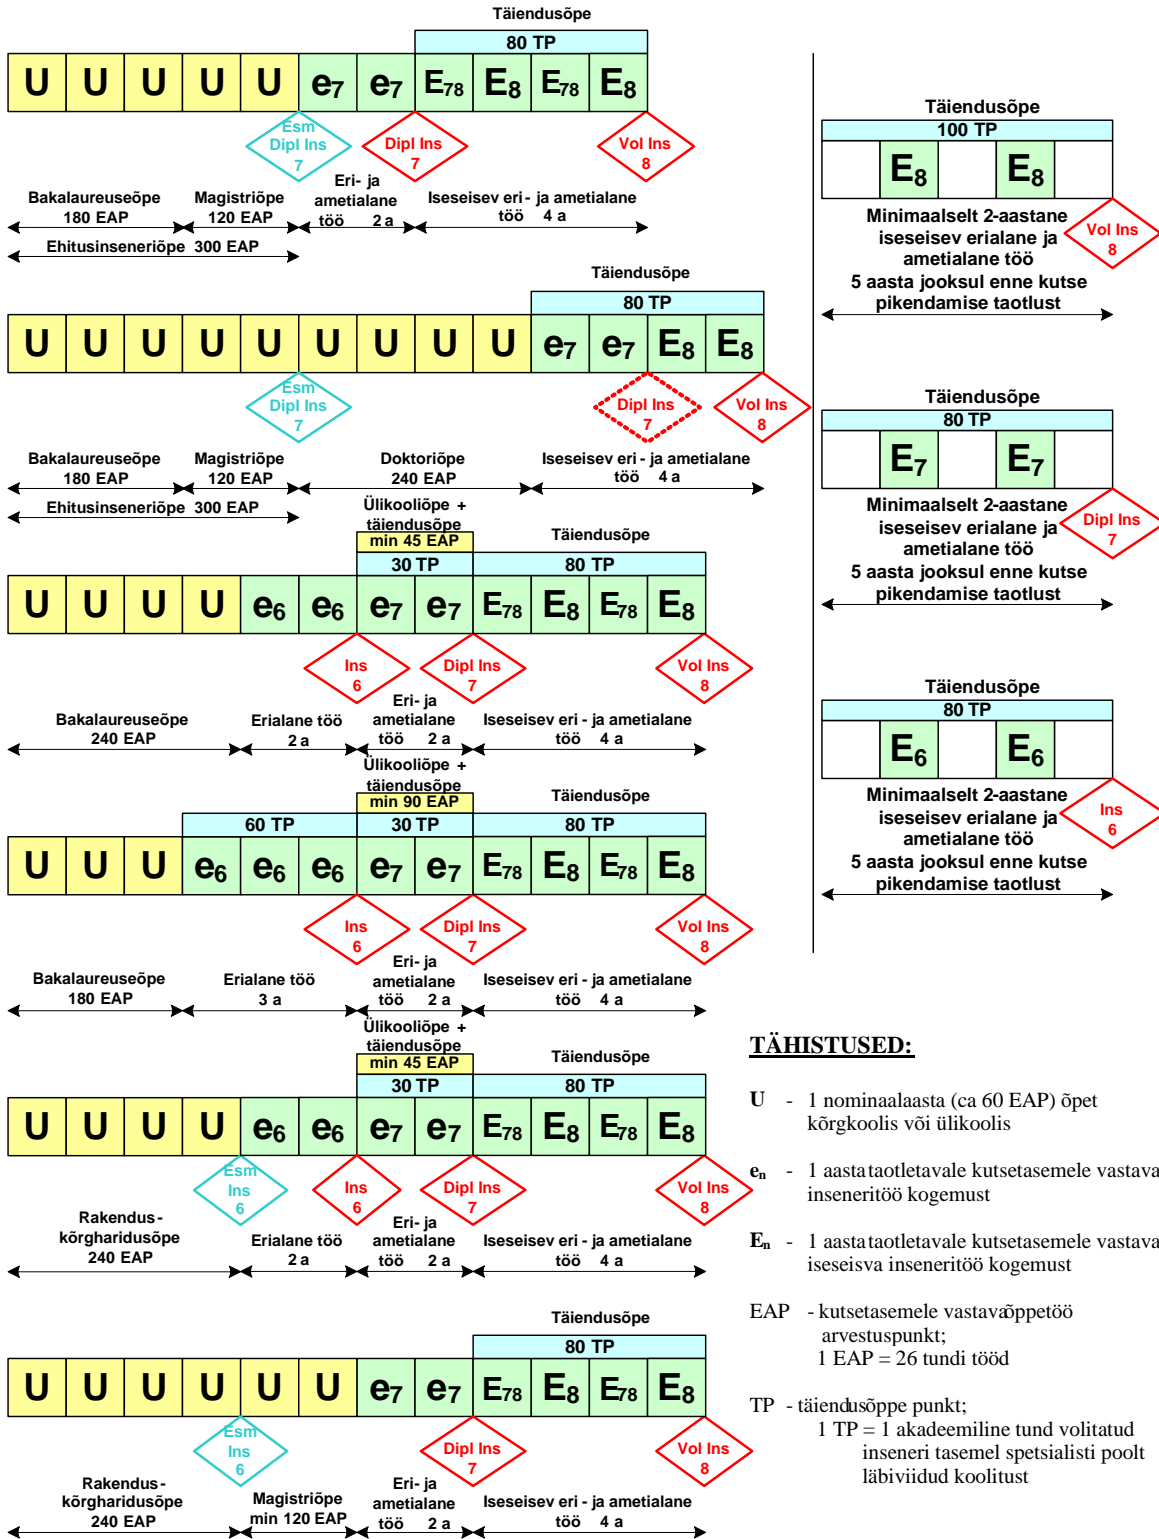 Täiendusõpe
80 TP
U U U U U e7 e7 E78 E8 E78 E8
Esm
Dipl Ins
7
Dipl Ins
7
Vol Ins
8
Bakalaureuseõpe
180 EAP
Magistriõpe
120 EAP
Eri- ja
ametialane
töö 2 a
Iseseisev eri- ja ametialane
töö 4 a
Ehitusinseneriõpe 300 EAP
Täiendusõpe
80 TP
U U U U U U U U U e7 e7 E8 E8
Esm
Dipl Ins
7
Dipl Ins
7
Vol Ins
8
Bakalaureuseõpe
180 EAP
Magistriõpe
120 EAP
Doktoriõpe
240 EAP
Iseseisev eri - ja ametialane
töö 4 a
Ehitusinseneriõpe 300 EAP
Ülikooliõpe +
täiendusõpe
min 45 EAP
30 TP
Täiendusõpe
80 TP
U U U U e6 e6 e7 e7 E78 E8 E78 E8
Ins
6
Dipl Ins
7
Vol Ins
8
Bakalaureuseõpe
240 EAP
Erialane töö
2 a
Eri- ja
ametialane
töö 2 a
Iseseisev eri - ja ametialane
töö 4 a
Ülikooliõpe +
täiendusõpe
min 90 EAP
60 TP
30 TP
Täiendusõpe
80 TP
U U U e6 e6 e6 e7 e7 E78 E8 E78 E8
Ins
6
Dipl Ins
7
Vol Ins
8
Bakalaureuseõpe
180 EAP
Erialane töö
3 a
Eri- ja
ametialane
töö 2 a
Iseseisev eri - ja ametialane
töö 4 a
Ülikooliõpe +
täiendusõpe
min 45 EAP
30 TP
Täiendusõpe
80 TP
U U U U e6 e6 e7 e7 E78 E8 E78 E8
Esm
Ins
6
Ins
6
Dipl Ins
7
Vol Ins
8
Rakendus-
kõrgharidusõpe
240 EAP
Erialane töö
2 a
Eri- ja
ametialane
töö 2 a
Iseseisev eri - ja ametialane
töö 4 a
Täiendusõpe
80 TP
U U U U U U e7 e7 E78 E8 E78 E8
Esm
Ins
6
Dipl Ins
7
Vol Ins
8
Rakendus-
kõrgharidusõpe
240 EAP
Magistriõpe
min 120 EAP
Eri- ja
ametialane
töö 2 a
Iseseisev eri - ja ametialane
töö 4 a
Täiendusõpe
100 TP
E8 E8
Minimaalselt 2-aastane
iseseisev erialane ja
ametialane töö
5 aasta jooksul enne kutse
pikendamise taotlust
Vol Ins
8
Täiendusõpe
80 TP
E7 E7
Minimaalselt 2-aastane
iseseisev erialane ja
ametialane töö
5 aasta jooksul enne kutse
pikendamise taotlust
Dipl Ins
7
Täiendusõpe
80 TP
E6 E6
Minimaalselt 2-aastane
iseseisev erialane ja
ametialane töö
5 aasta jooksul enne kutse
pikendamise taotlust
Ins
6
TÄHISTUSED:
U - 1 nominaalaasta (ca 60 EAP) õpet
kõrgkoolis või ülikoolis
en - 1 aasta taotletavale kutsetasemele vastava
inseneritöö kogemust
En - 1 aasta taotletavale kutsetasemele vastava
iseseisva inseneritöö kogemust
EAP - kutsetasemele vastava õppetöö
arvestuspunkt;
1 EAP = 26 tundi tööd
TP - täiendusõppe punkt;
1 TP = 1 akadeemiline tund volitatud
inseneri tasemel spetsialisti poolt
läbiviidud koolitust